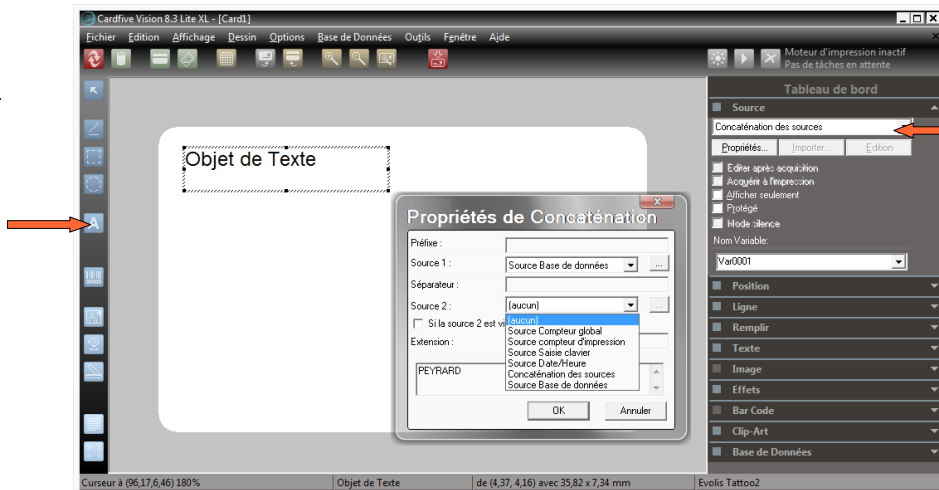 Cardfive Vision 8.3 Lite XL - [Card1]
Fichier Edition Affichage Dessin Options Base de Données Outils Fenêtre Aide
Moteur d'impression inactif
Pas de tâches en attente
Tableau de bord
Source
Concaténation des sources
Propriétés... Importer... Edition
Editer après acquisition
Acquérir à l'impression
Afficher seulement
Protégé
Mode silence
Nom Variable:
Var0001
Position
Ligne
Remplir
Texte
Image
Effets
Bar Code
Clip-Art
Base de Données
Objet de Texte
A
Propriétés de Concaténation
Préfixe :
Source 1 : Source Base de données ...
Séparateur :
Source 2 : (aucun) ...
Si la source 2 est vi
(aucun)
Source Compteur global
Source compteur d'impression
Source Saisie clavier
Source Date/Heure
Concaténation des sources
Source Base de données
Extension :
PEYRARD
OK Annuler
Curseur à (96,17,6,46) 180% Objet de Texte de (4,37, 4,16) avec 35,82 x 7,34 mm Evolis Tattoo2